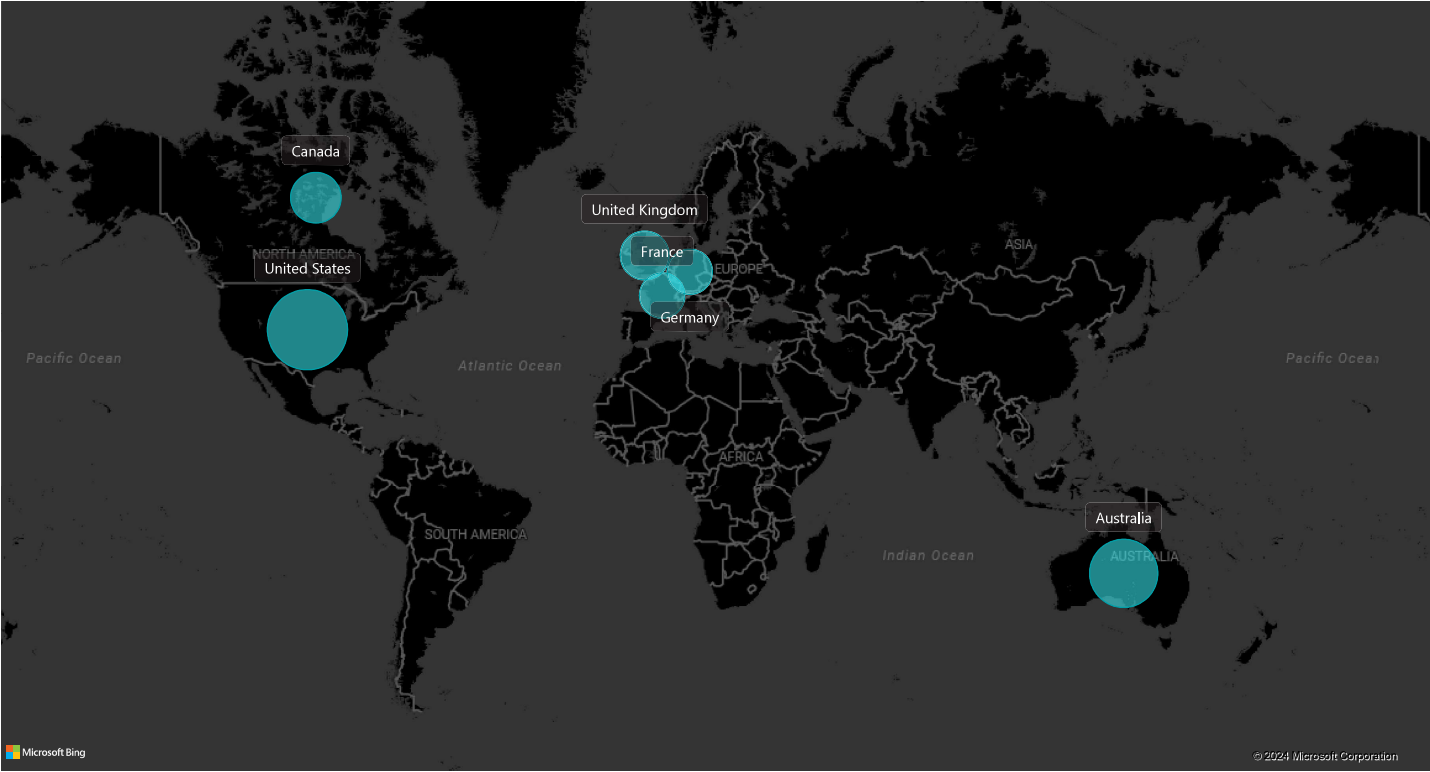 Canada
United Kingdom
NORTH AMERICA
France
ASIA
United States
EUROPE
Germany
Pacific Ocean
Atlantic Ocean
Pacific Ocean
AFRICA
Australia
SOUTH AMERICA
Indian Ocean
AUSTRALIA
Microsoft Bing
© 2024 Microsoft Corporation